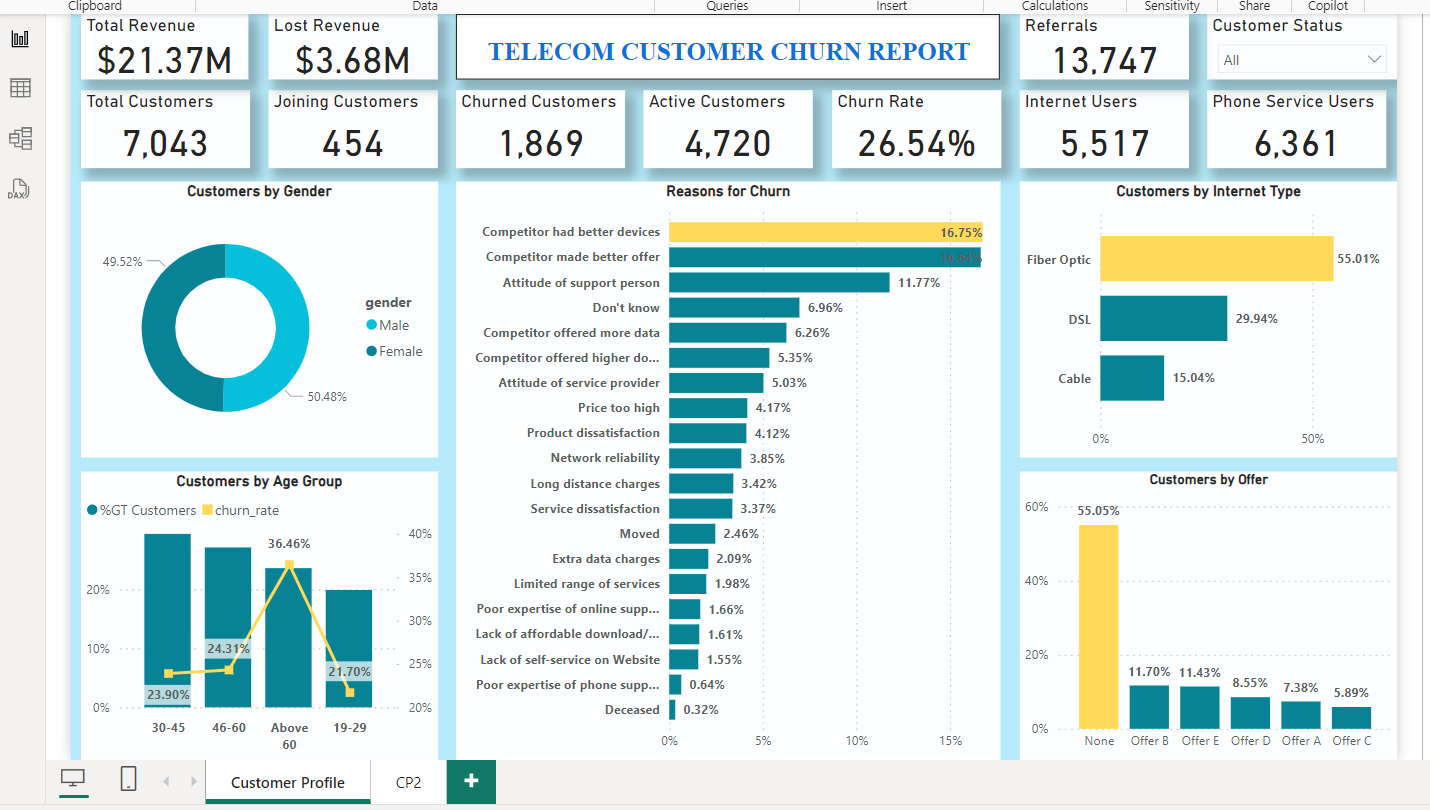 Clipboard
Data
Queries
Insert
Calculations
Sensitivity
Share
Copilot
Total Revenue
$21.37M
Lost Revenue
$3.68M
TELECOM CUSTOMER CHURN REPORT
Referrals
13,747
Customer Status
All
Total Customers
7,043
Joining Customers
454
Churned Customers
1,869
Active Customers
4,720
Churn Rate
26.54%
Internet Users
5,517
Phone Service Users
6,361
DAX
Customers by Gender
49.52%
50.48%
gender
Male
Female
Reasons for Churn
Competitor had better devices 16.75%
Competitor made better offer
Attitude of support person 11.77%
Don't know 6.96%
Competitor offered more data 6.26%
Competitor offered higher do... 5.35%
Attitude of service provider 5.03%
Price too high 4.17%
Product dissatisfaction 4.12%
Network reliability 3.85%
Long distance charges 3.42%
Service dissatisfaction 3.37%
Moved 2.46%
Extra data charges 2.09%
Limited range of services 1.98%
Poor expertise of online supp... 1.66%
Lack of affordable download/... 1.61%
Lack of self-service on Website 1.55%
Poor expertise of phone supp... 0.64%
Deceased 0.32%
0% 5% 10% 15%
Customers by Internet Type
Fiber Optic 55.01%
DSL 29.94%
Cable 15.04%
0% 50%
Customers by Age Group
%GT Customers churn_rate
40%
36.46%
35%
20%
30%
10%
24.31%
25%
21.70%
23.90%
0%
20%
30-45 46-60 Above 60 19-29
Customers by Offer
60%
55.05%
40%
20%
11.70% 11.43% 8.55% 7.38% 5.89%
0%
None Offer B Offer E Offer D Offer A Offer C
Customer Profile
CP2
+